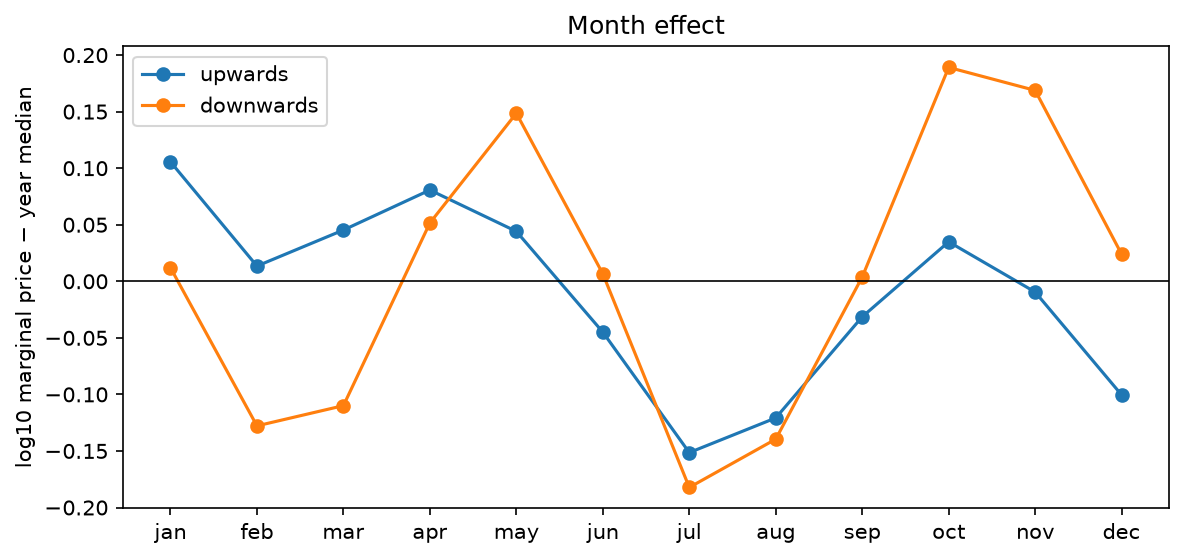 Month effect
upwards
downwards
log10 marginal price − year median
0.20
0.15
0.10
0.05
0.00
−0.05
−0.10
−0.15
−0.20
jan feb mar apr may jun jul aug sep oct nov dec